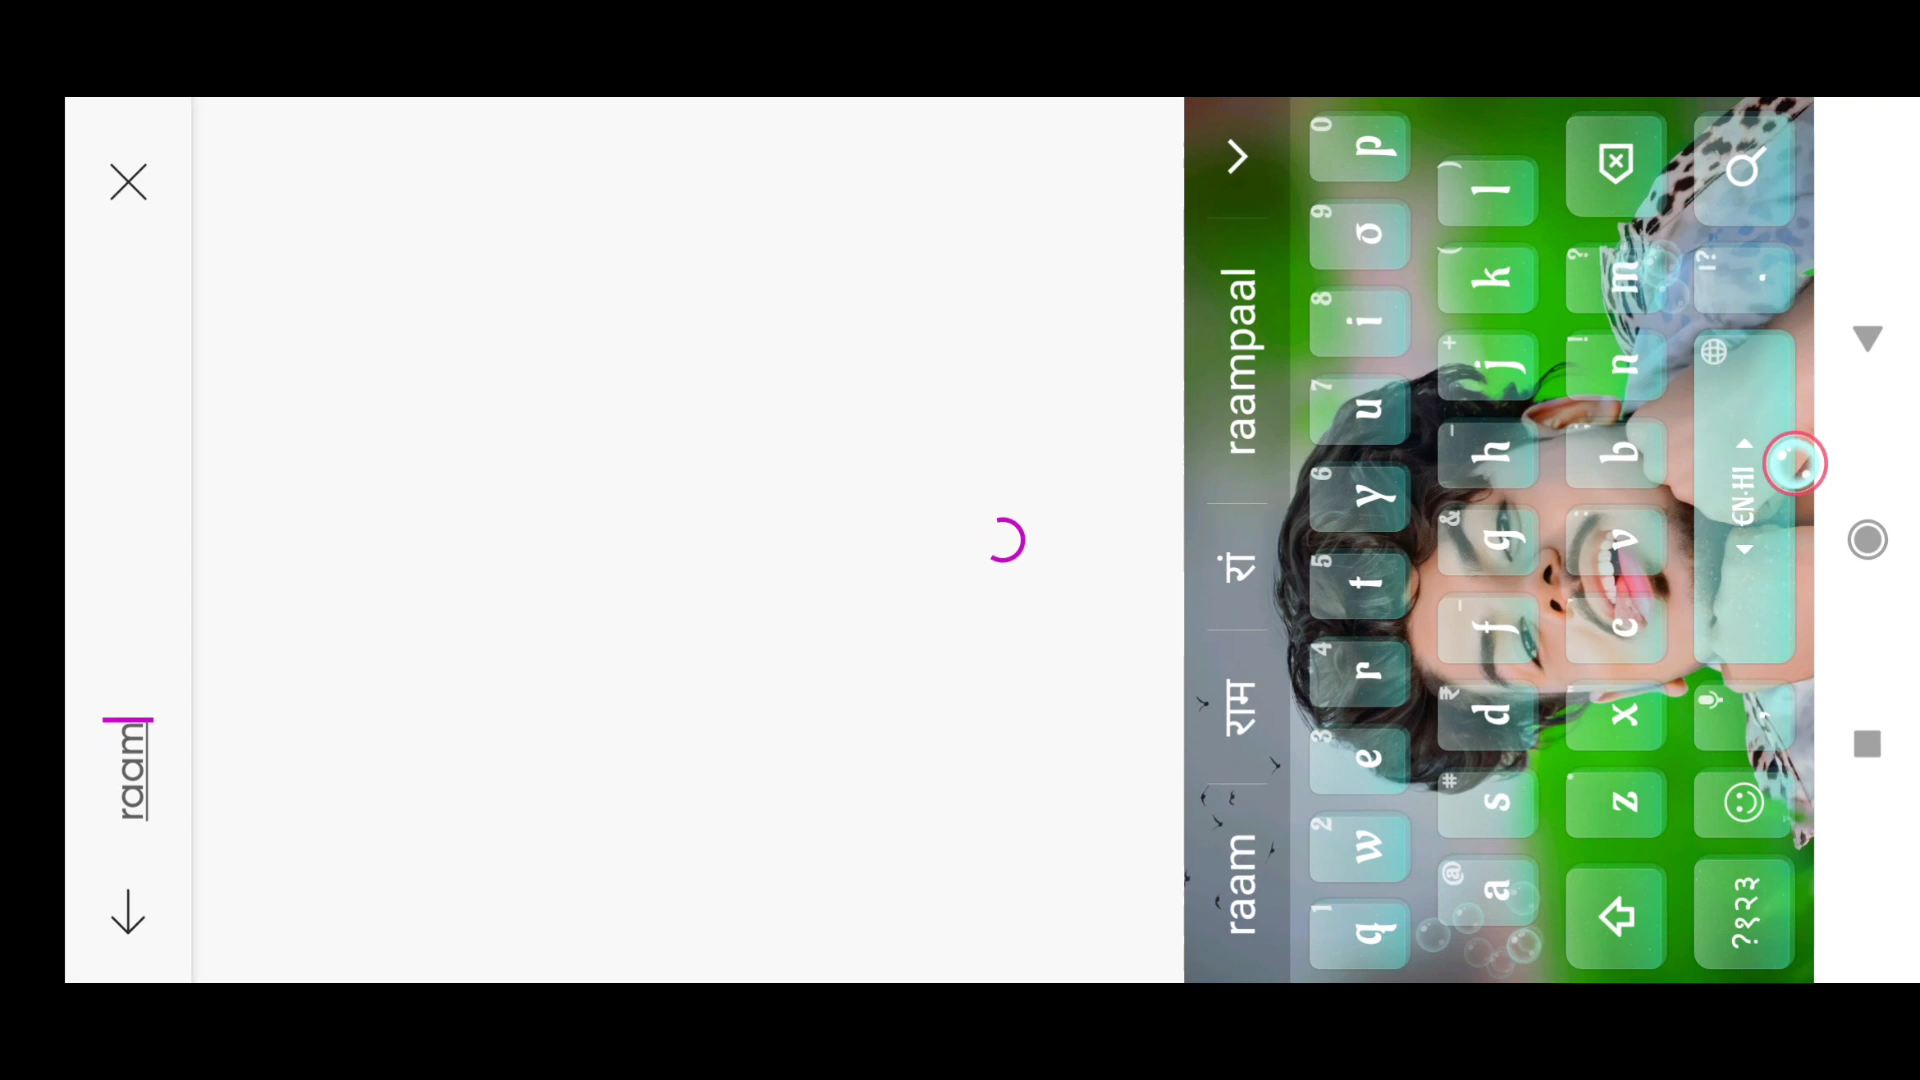 raam
raam राम रां raampaal
1 2 3 4 5 6 7 8 9 0
q w e r t y u i o p
@ # ₹ _ & - + ( )
a s d f g h j k l
z x c v b n m
! ?
?१२३ , ◀ EN·HI ▶ . !?